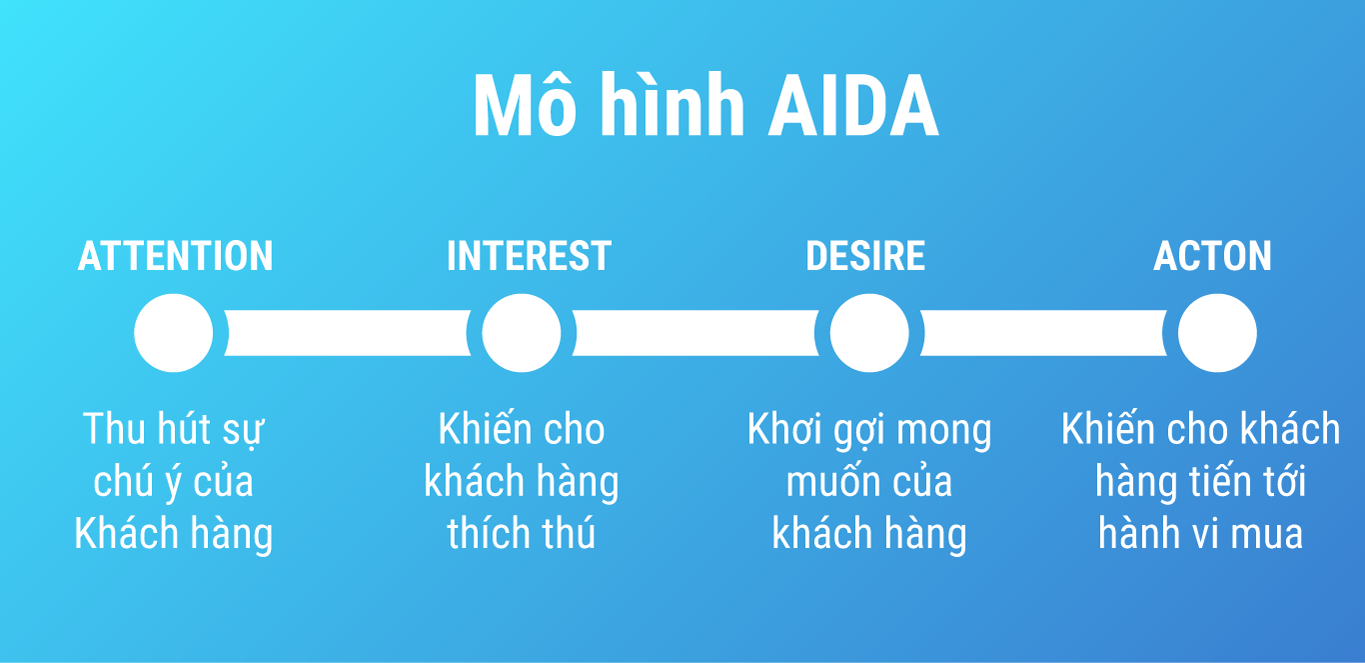 Mô hình AIDA
ATTENTION
INTEREST
DESIRE
ACTON
Thu hút sự
chú ý của
Khách hàng
Khiến cho
khách hàng
thích thú
Khơi gợi mong
muốn của
khách hàng
Khiến cho khách
hàng tiến tới
hành vi mua